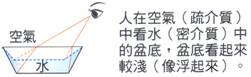 空氣
水
人在空氣（疏介質）
中看水（密介質）中
的盆底，盆底看起來
較淺（像浮起來）。